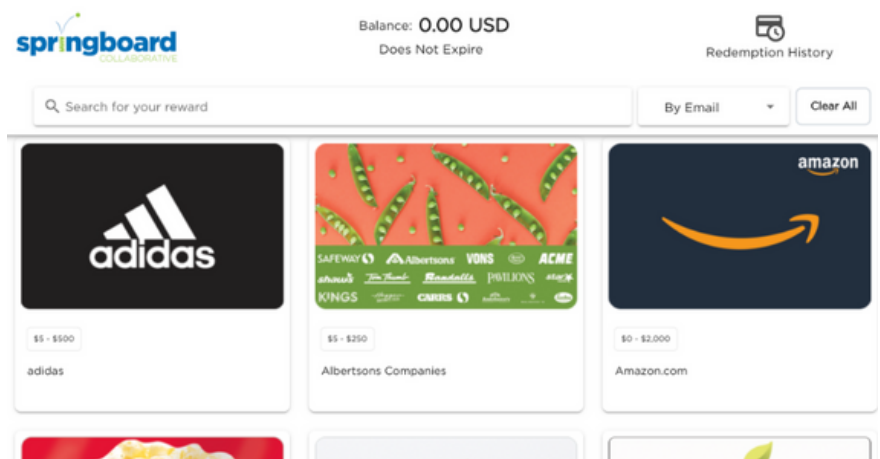 springboard
COLLABORATIVE
Balance: 0.00 USD
Does Not Expire
Redemption History
Search for your reward
By Email
Clear All
adidas
amazon
SAFEWAY Albertsons VONS ACME
shaw's Tom Thumb Randalls PAVILIONS star
KINGS CARRS
$5 - $500
$5 - $250
$0 - $2,000
adidas
Albertsons Companies
Amazon.com